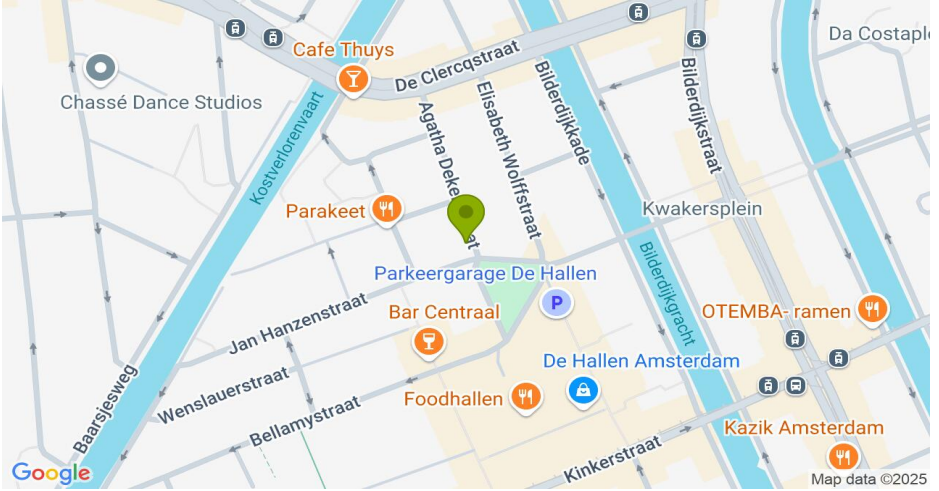 Cafe Thuys
De Clercqstraat
Da Costaple
Chassé Dance Studios
Kostverlorenvaart
Agatha Deke
at
Elisabeth Wolffstraat
Bilderdijkkade
Bilderdijkstraat
Parakeet
Kwakersplein
Parkeergarage De Hallen
P
Bilderdijkgracht
Jan Hanzenstraat
Bar Centraal
OTEMBA- ramen
De Hallen Amsterdam
Baarsjesweg
Wenslauerstraat
Foodhallen
Bellamystraat
Kazik Amsterdam
Kinkerstraat
Google
Map data ©2025